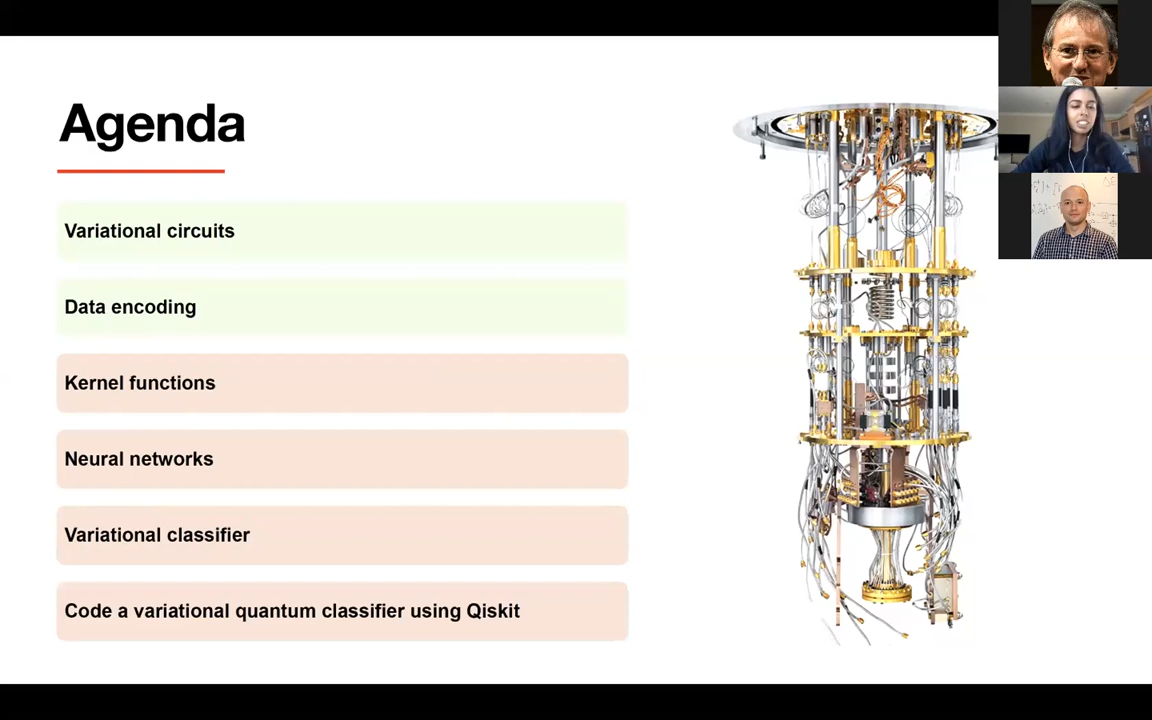 Agenda
Variational circuits
Data encoding
Kernel functions
Neural networks
Variational classifier
Code a variational quantum classifier using Qiskit